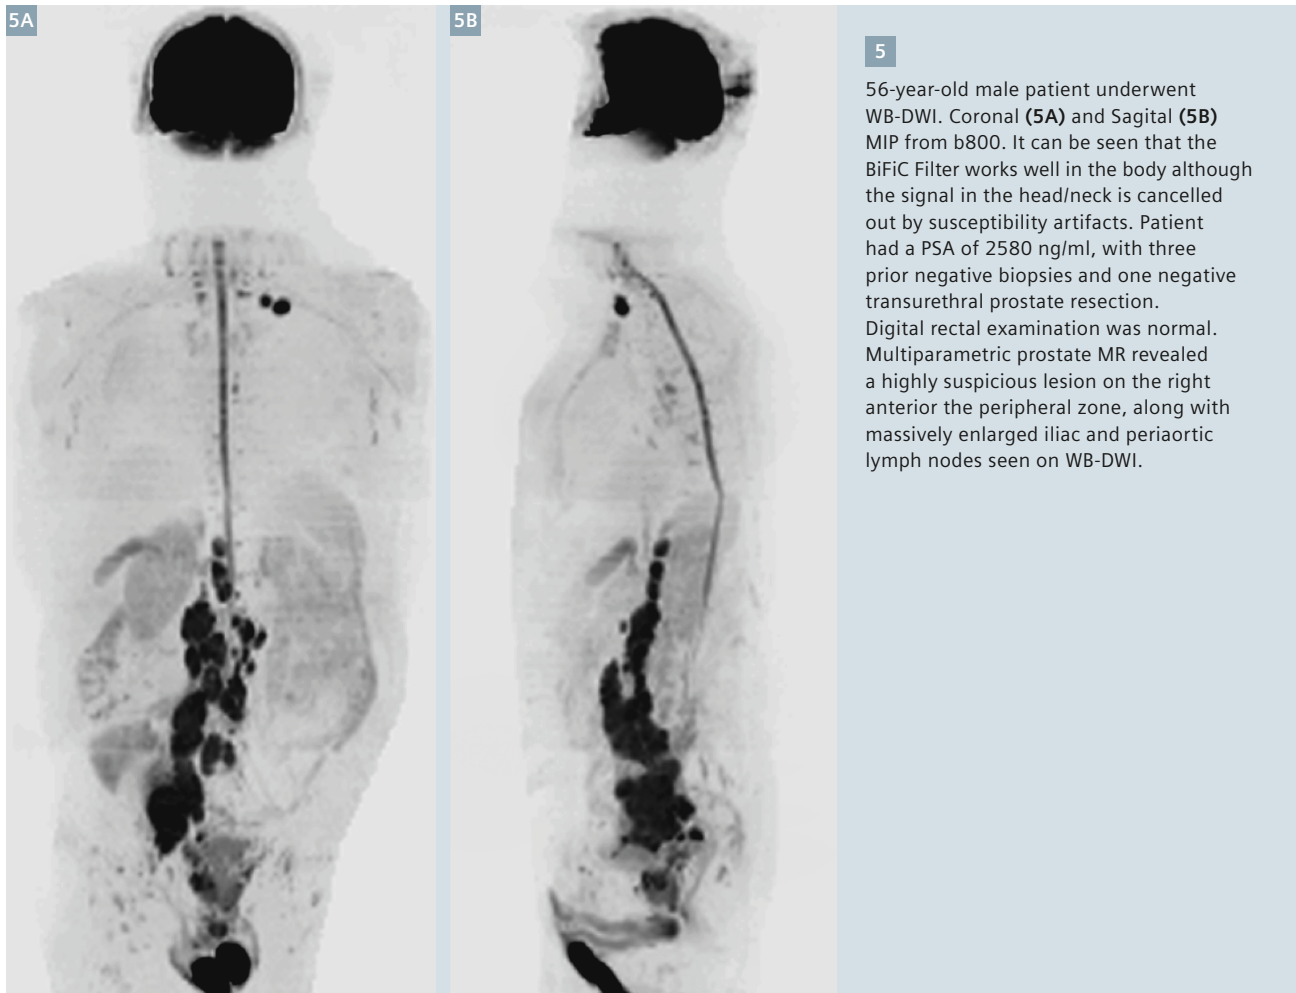 5A
5B
5
56-year-old male patient underwent
WB-DWI. Coronal (5A) and Sagital (5B)
MIP from b800. It can be seen that the
BiFiC Filter works well in the body although
the signal in the head/neck is cancelled
out by susceptibility artifacts. Patient
had a PSA of 2580 ng/ml, with three
prior negative biopsies and one negative
transurethral prostate resection.
Digital rectal examination was normal.
Multiparametric prostate MR revealed
a highly suspicious lesion on the right
anterior the peripheral zone, along with
massively enlarged iliac and periaortic
lymph nodes seen on WB-DWI.